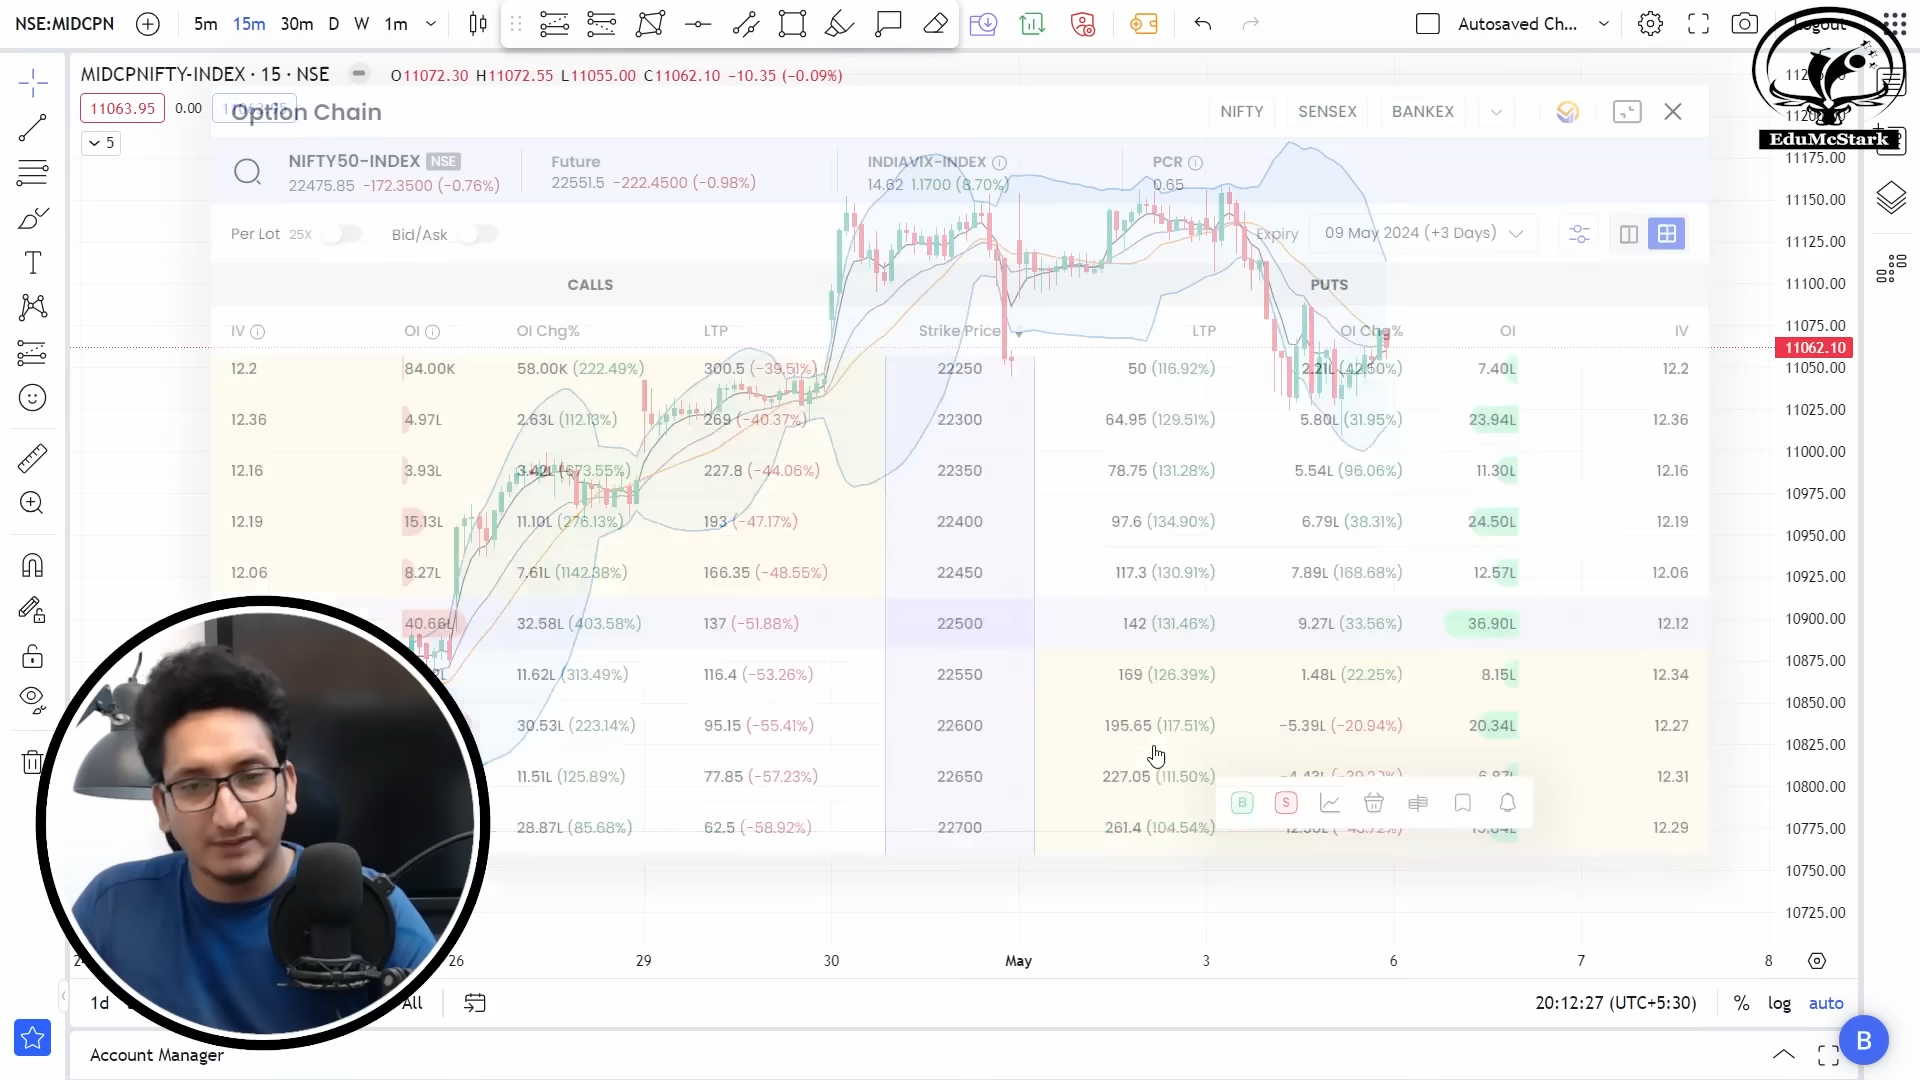 NSE:MIDCPN 5m 15m 30m D W 1m Autosaved Ch... Logout
MIDCPNIFTY-INDEX · 15 · NSE O11072.30 H11072.55 L11055.00 C11062.10 −10.35 (−0.09%)
11063.95 0.00
5
EduMcStark
Option Chain NIFTY SENSEX BANKEX
NIFTY50-INDEX NSE Future INDIAVIX-INDEX PCR
22475.85 -172.3500 (-0.76%) 22551.5 -222.4500 (-0.98%) 14.62 1.1700 (8.70%) 0.65
Per Lot 25X Bid/Ask Expiry 09 May 2024 (+3 Days)
CALLS PUTS
IV OI OI Chg% LTP Strike Price LTP OI Chg% OI IV
12.2 84.00K 58.00K (222.49%) 300.5 (-39.51%) 22250 50 (116.92%) 2.21L (42.50%) 7.40L 12.2
12.36 4.97L 2.63L (112.13%) 269 (-40.37%) 22300 64.95 (129.51%) 5.80L (31.95%) 23.94L 12.36
12.16 3.93L 3.42L (673.55%) 227.8 (-44.06%) 22350 78.75 (131.28%) 5.54L (96.06%) 11.30L 12.16
12.19 15.13L 11.10L (276.13%) 193 (-47.17%) 22400 97.6 (134.90%) 6.79L (38.31%) 24.50L 12.19
12.06 8.27L 7.61L (1142.38%) 166.35 (-48.55%) 22450 117.3 (130.91%) 7.89L (168.68%) 12.57L 12.06
40.66L 32.58L (403.58%) 137 (-51.88%) 22500 142 (131.46%) 9.27L (33.56%) 36.90L 12.12
11.62L (313.49%) 116.4 (-53.26%) 22550 169 (126.39%) 1.48L (22.25%) 8.15L 12.34
30.53L (223.14%) 95.15 (-55.41%) 22600 195.65 (117.51%) -5.39L (-20.94%) 20.34L 12.27
11.51L (125.89%) 77.85 (-57.23%) 22650 227.05 (111.50%) 12.31
B S
28.87L (85.68%) 62.5 (-58.92%) 22700 261.4 (104.54%) 12.29
11175.00
11150.00
11125.00
11100.00
11075.00
11062.10
11050.00
11025.00
11000.00
10975.00
10950.00
10925.00
10900.00
10875.00
10850.00
10825.00
10800.00
10775.00
10750.00
10725.00
26 29 30 May 3 6 7 8
1d All 20:12:27 (UTC+5:30) % log auto
Account Manager B